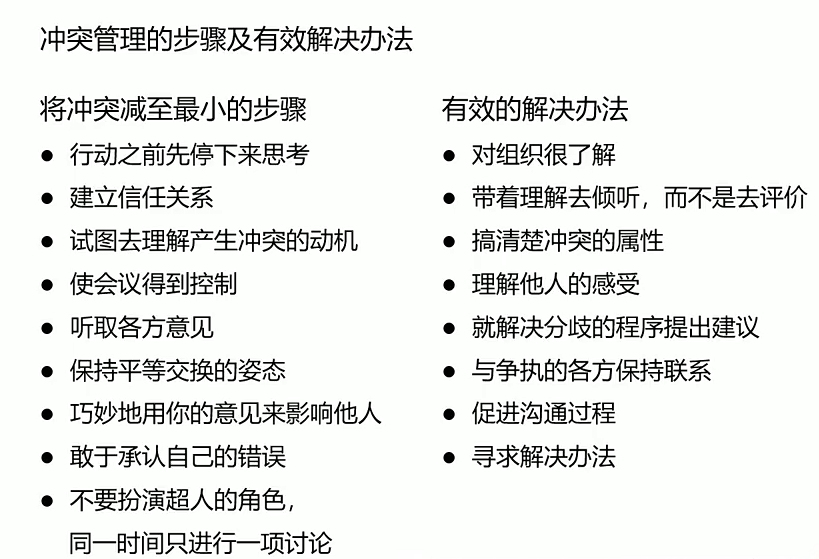 冲突管理的步骤及有效解决办法
将冲突减至最小的步骤
● 行动之前先停下来思考
● 建立信任关系
● 试图去理解产生冲突的动机
● 使会议得到控制
● 听取各方意见
● 保持平等交换的姿态
● 巧妙地用你的意见来影响他人
● 敢于承认自己的错误
● 不要扮演超人的角色，
同一时间只进行一项讨论
有效的解决办法
● 对组织很了解
● 带着理解去倾听，而不是去评价
● 搞清楚冲突的属性
● 理解他人的感受
● 就解决分歧的程序提出建议
● 与争执的各方保持联系
● 促进沟通过程
● 寻求解决办法